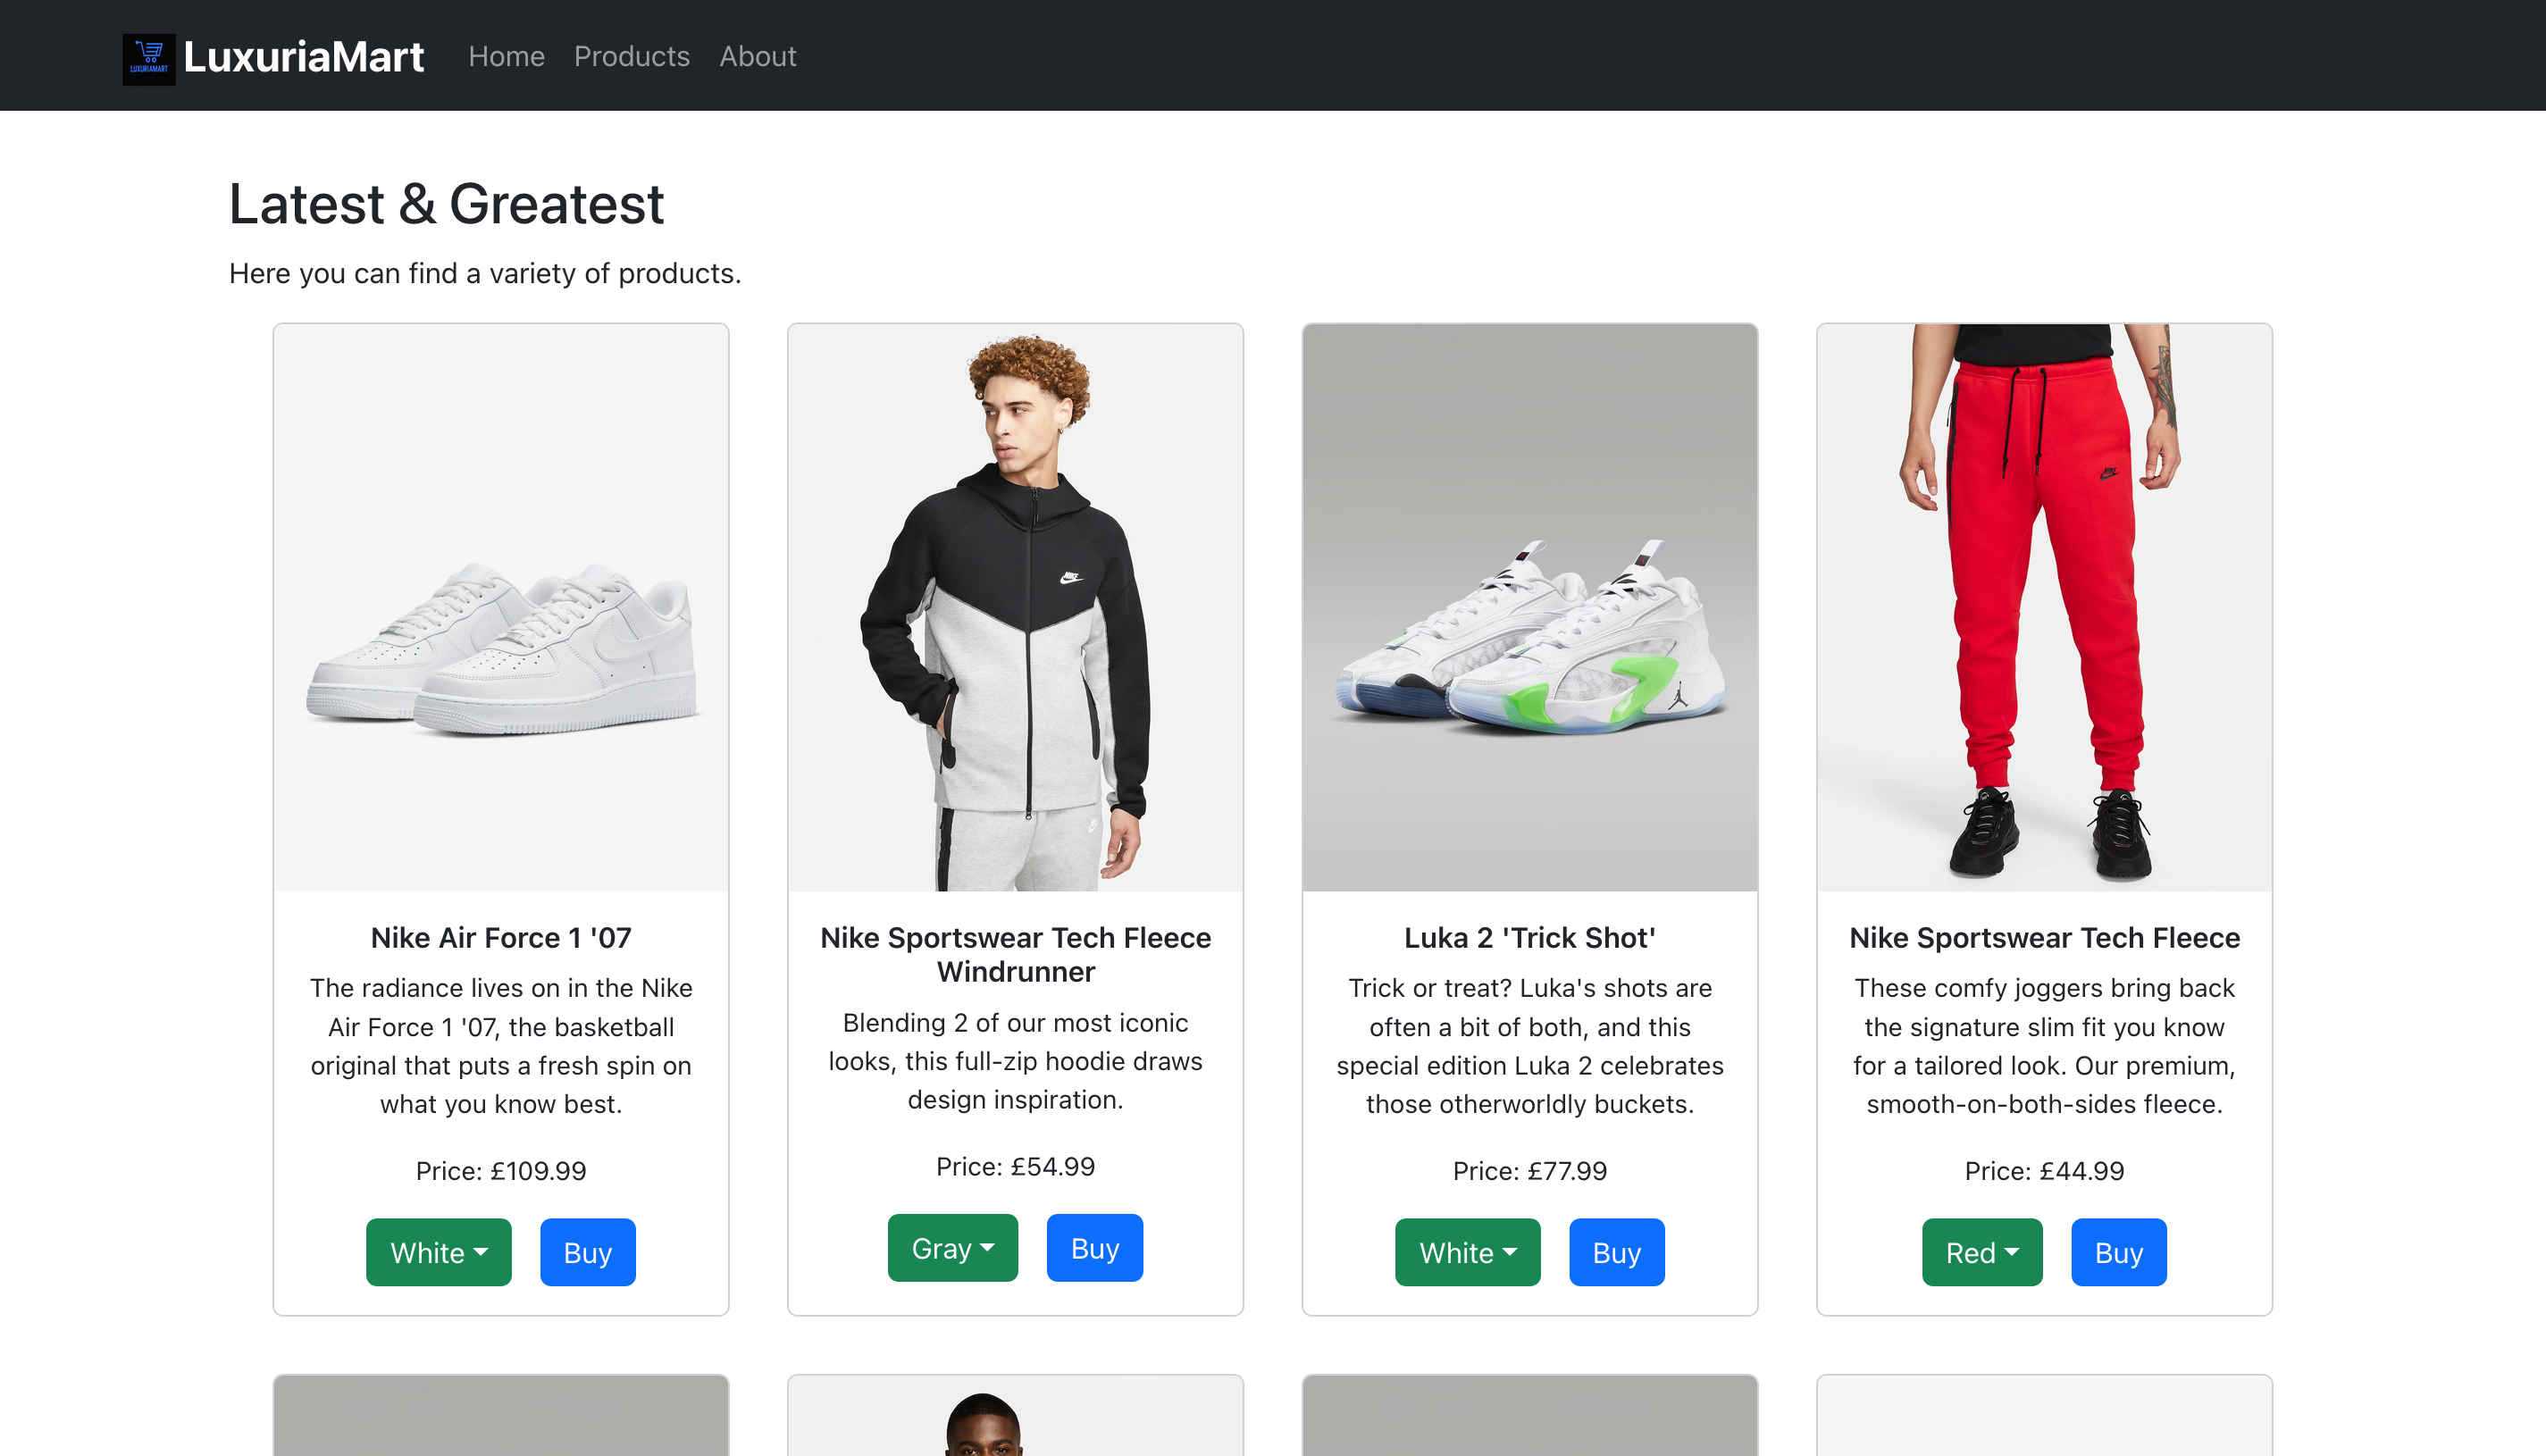 LUXURIAMART
LuxuriaMart
Home
Products
About
Latest & Greatest
Here you can find a variety of products.
Nike Air Force 1 '07
The radiance lives on in the Nike
Air Force 1 '07, the basketball
original that puts a fresh spin on
what you know best.
Price: £109.99
White
Buy
NIKE
Nike Sportswear Tech Fleece
Windrunner
Blending 2 of our most iconic
looks, this full-zip hoodie draws
design inspiration.
Price: £54.99
Gray
Buy
Luka 2 'Trick Shot'
Trick or treat? Luka's shots are
often a bit of both, and this
special edition Luka 2 celebrates
those otherworldly buckets.
Price: £77.99
White
Buy
NIKE
Nike Sportswear Tech Fleece
These comfy joggers bring back
the signature slim fit you know
for a tailored look. Our premium,
smooth-on-both-sides fleece.
Price: £44.99
Red
Buy